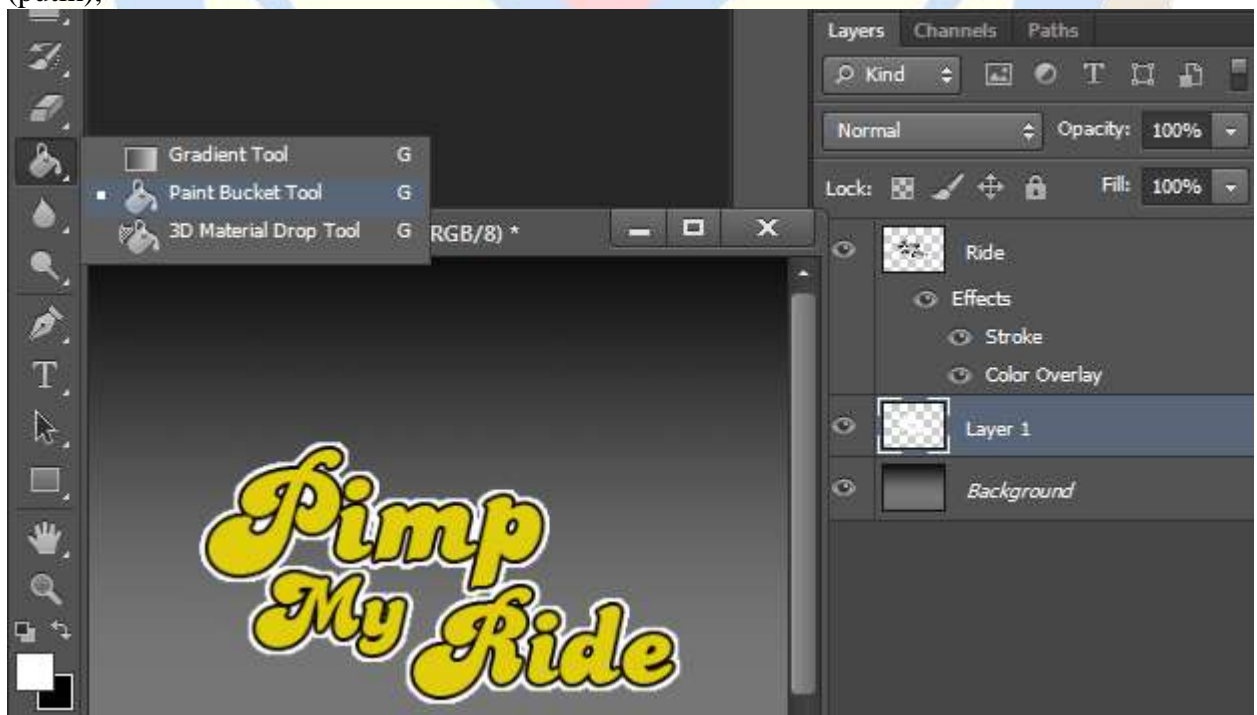 (putih);
Layers Channels Paths
Kind
Normal Opacity: 100%
Lock: Fill: 100%
Gradient Tool G
Paint Bucket Tool G
3D Material Drop Tool G
RGB/8) *
Ride
Effects
Stroke
Color Overlay
Layer 1
Background
Pimp
My Ride